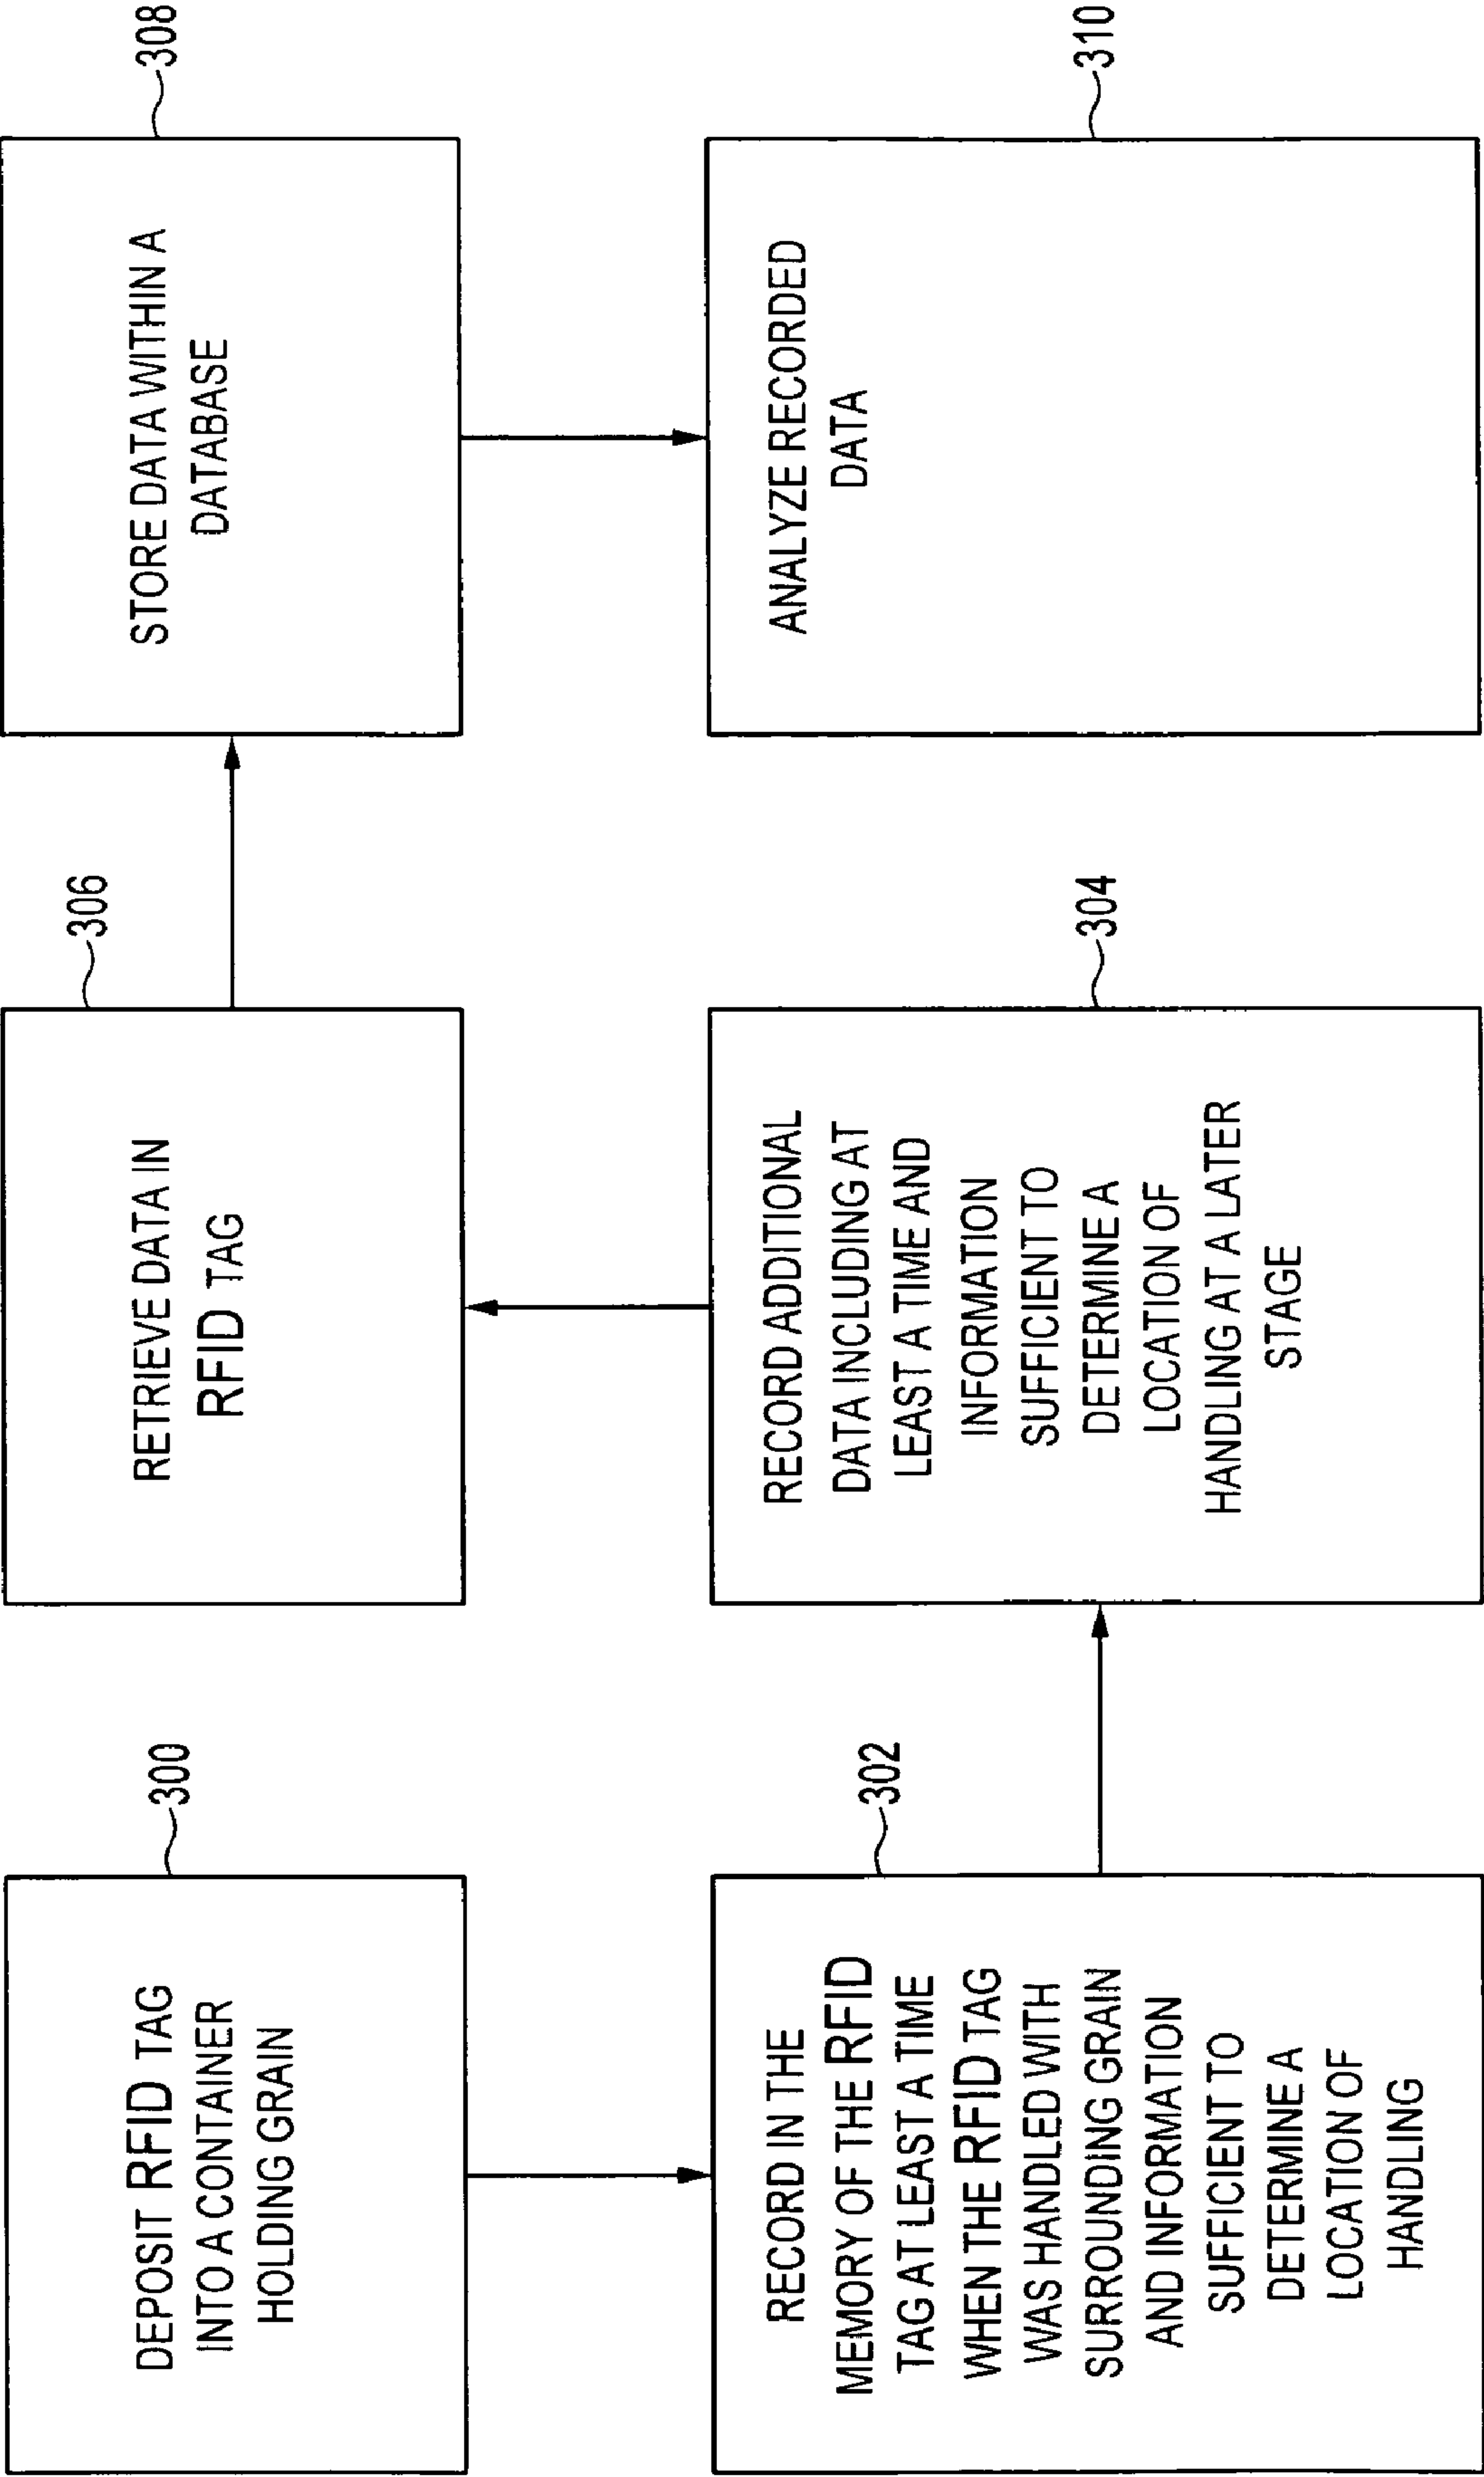 300
DEPOSIT RFID TAG
INTO A CONTAINER
HOLDING GRAIN
302
RECORD IN THE
MEMORY OF THE RFID
TAG AT LEAST A TIME
WHEN THE RFID TAG
WAS HANDLED WITH
SURROUNDING GRAIN
AND INFORMATION
SUFFICIENT TO
DETERMINE A
LOCATION OF
HANDLING
304
RECORD ADDITIONAL
DATA INCLUDING AT
LEAST A TIME AND
INFORMATION
SUFFICIENT TO
DETERMINE A
LOCATION OF
HANDLING AT A LATER
STAGE
306
RETRIEVE DATA IN
RFID TAG
308
STORE DATA WITHIN A
DATABASE
310
ANALYZE RECORDED
DATA